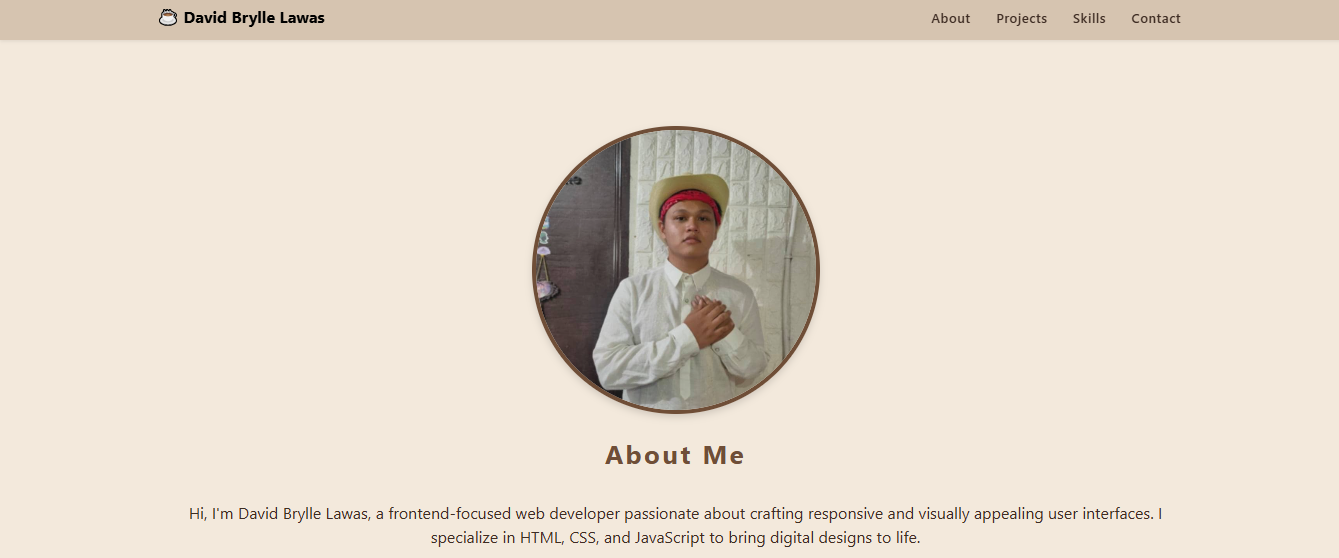 David Brylle Lawas
About Projects Skills Contact
About Me
Hi, I'm David Brylle Lawas, a frontend-focused web developer passionate about crafting responsive and visually appealing user interfaces. I
specialize in HTML, CSS, and JavaScript to bring digital designs to life.